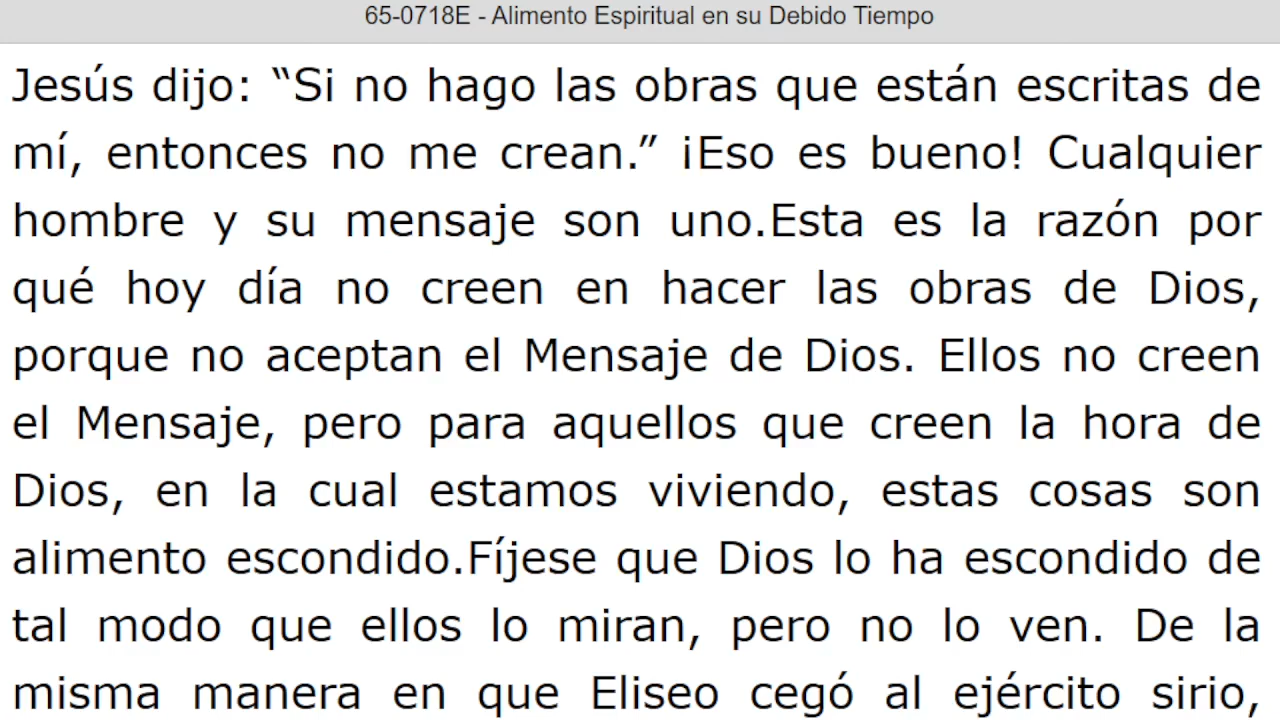 65-0718E - Alimento Espiritual en su Debido Tiempo
Jesús dijo: “Si no hago las obras que están escritas de
mí, entonces no me crean.” ¡Eso es bueno! Cualquier
hombre y su mensaje son uno.Esta es la razón por
qué hoy día no creen en hacer las obras de Dios,
porque no aceptan el Mensaje de Dios. Ellos no creen
el Mensaje, pero para aquellos que creen la hora de
Dios, en la cual estamos viviendo, estas cosas son
alimento escondido.Fíjese que Dios lo ha escondido de
tal modo que ellos lo miran, pero no lo ven. De la
misma manera en que Eliseo cegó al ejército sirio,